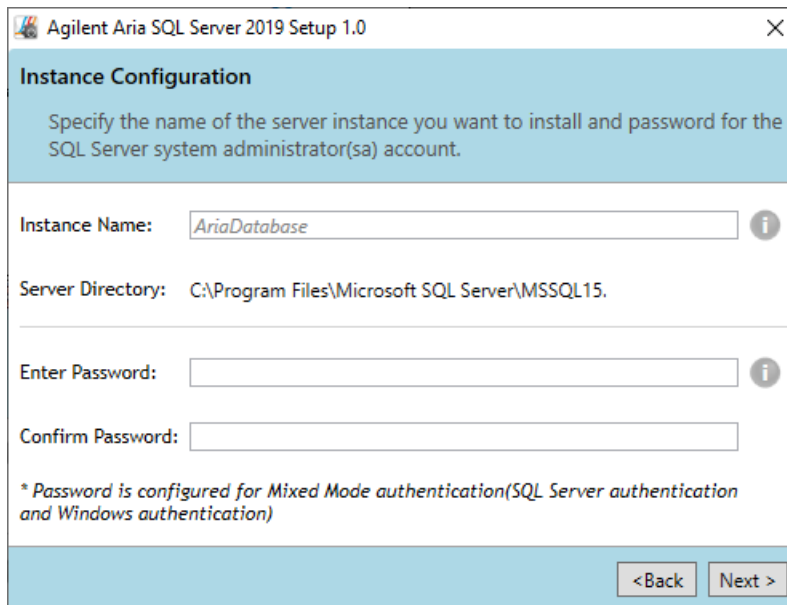 Agilent Aria SQL Server 2019 Setup 1.0
Instance Configuration
Specify the name of the server instance you want to install and password for the
SQL Server system administrator(sa) account.
Instance Name: AriaDatabase
Server Directory: C:\Program Files\Microsoft SQL Server\MSSQL15.
Enter Password:
Confirm Password:
* Password is configured for Mixed Mode authentication(SQL Server authentication
and Windows authentication)
<Back Next >